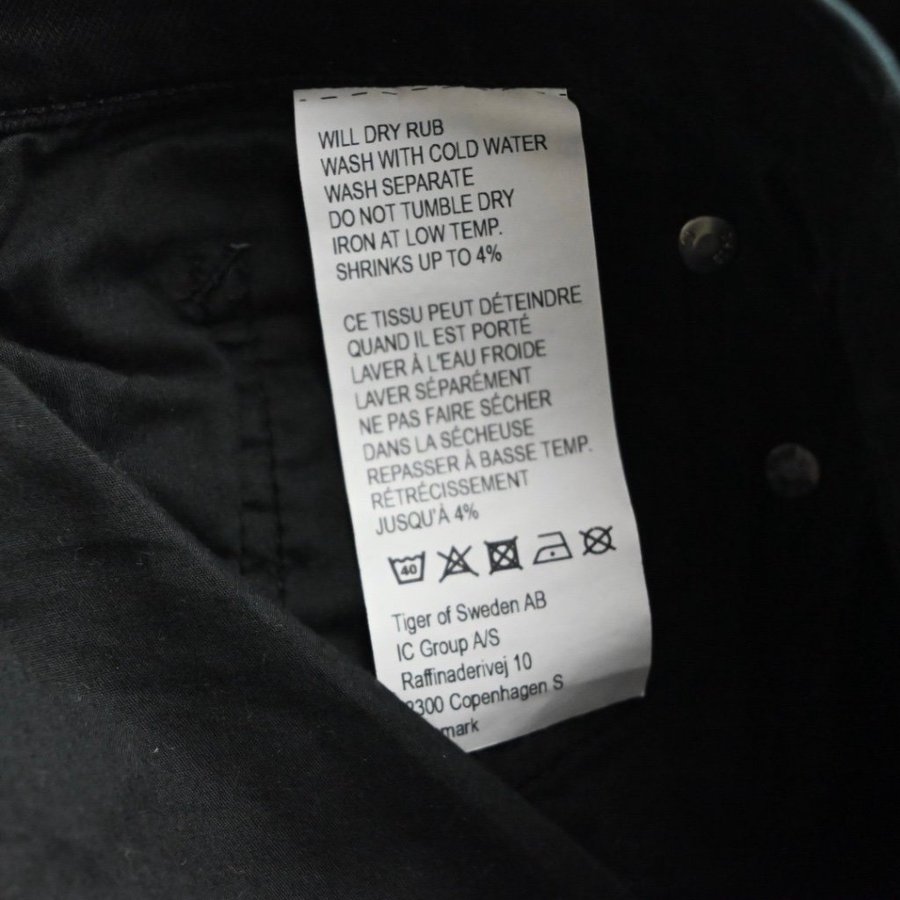 WILL DRY RUB
WASH WITH COLD WATER
WASH SEPARATE
DO NOT TUMBLE DRY
IRON AT LOW TEMP.
SHRINKS UP TO 4%
CE TISSU PEUT DÉTEINDRE
QUAND IL EST PORTÉ
LAVER À L'EAU FROIDE
LAVER SÉPARÉMENT
NE PAS FAIRE SÉCHER
DANS LA SÉCHEUSE
REPASSER À BASSE TEMP.
RÉTRÉCISSEMENT
JUSQU'À 4%
40
Tiger of Sweden AB
IC Group A/S
Raffinaderivej 10
2300 Copenhagen S
mark